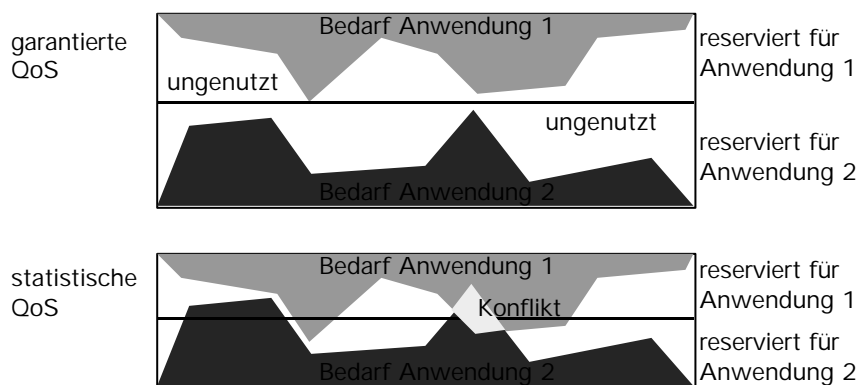 garantierte
QoS
Bedarf Anwendung 1
ungenutzt
ungenutzt
Bedarf Anwendung 2
reserviert für
Anwendung 1
reserviert für
Anwendung 2
statistische
QoS
Bedarf Anwendung 1
Konflikt
Bedarf Anwendung 2
reserviert für
Anwendung 1
reserviert für
Anwendung 2